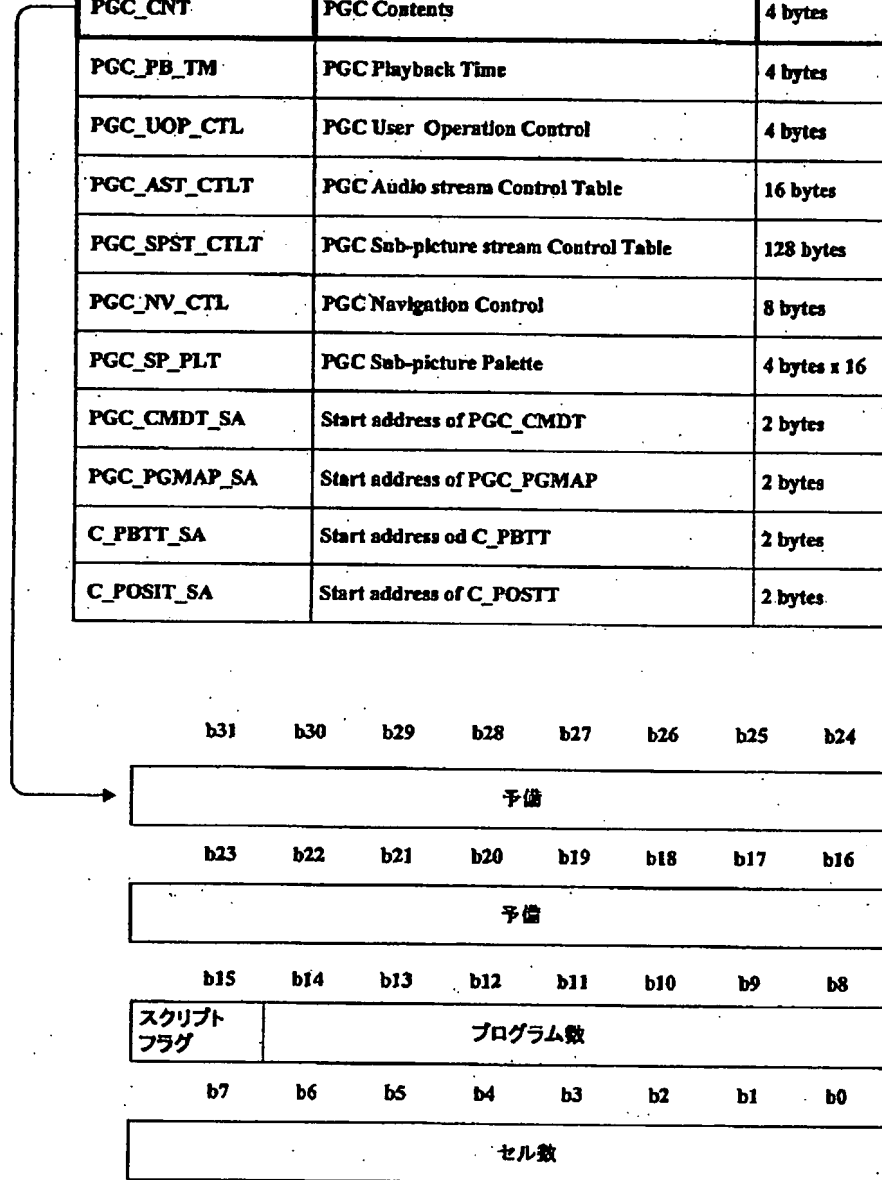 PGC_CNT PGC Contents 4 bytes
PGC_PB_TM PGC Playback Time 4 bytes
PGC_UOP_CTL PGC User Operation Control 4 bytes
PGC_AST_CTLT PGC Audio stream Control Table 16 bytes
PGC_SPST_CTLT PGC Sub-picture stream Control Table 128 bytes
PGC_NV_CTL PGC Navigation Control 8 bytes
PGC_SP_PLT PGC Sub-picture Palette 4 bytes x 16
PGC_CMDT_SA Start address of PGC_CMDT 2 bytes
PGC_PGMAP_SA Start address of PGC_PGMAP 2 bytes
C_PBTT_SA Start address od C_PBTT 2 bytes
C_POSIT_SA Start address of C_POSTT 2 bytes
b31 b30 b29 b28 b27 b26 b25 b24
予備
b23 b22 b21 b20 b19 b18 b17 b16
予備
b15 b14 b13 b12 b11 b10 b9 b8
スクリプト
フラグ
プログラム数
b7 b6 b5 b4 b3 b2 b1 b0
セル数